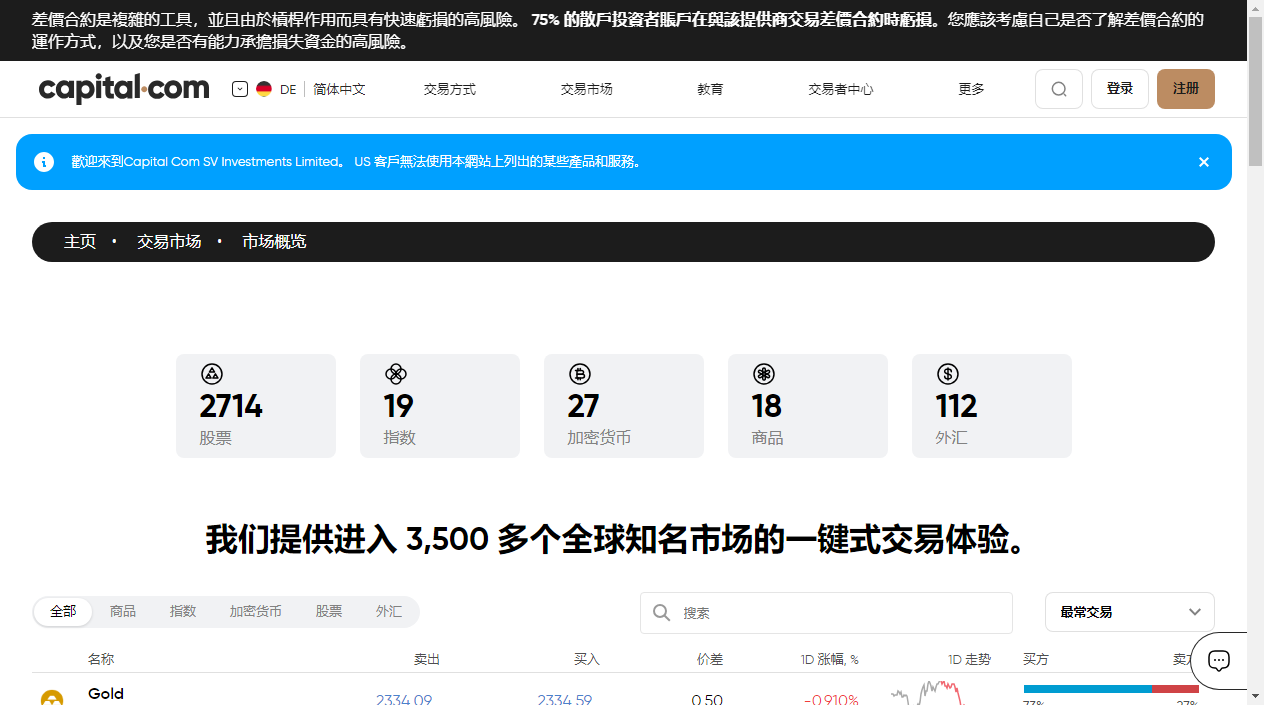 差價合約是複雜的工具，並且由於槓桿作用而具有快速虧損的高風險。 75% 的散戶投資者賬戶在與該提供商交易差價合約時虧損。您應該考慮自己是否了解差價合約的
運作方式，以及您是否有能力承擔損失資金的高風險。
capital.com DE 简体中文 交易方式 交易市场 教育 交易者中心 更多 登录 注册
歡迎來到Capital Com SV Investments Limited。 US 客戶無法使用本網站上列出的某些產品和服務。
主页 • 交易市场 • 市场概览
2714 19 27 18 112
股票 指数 加密货币 商品 外汇
我们提供进入 3,500 多个全球知名市场的一键式交易体验。
全部 商品 指数 加密货币 股票 外汇 搜索 最常交易
名称 卖出 买入 价差 1D 涨幅, % 1D 走势 买方 卖方
Gold 2334.09 2334.59 0.50 -0.910%
73% 27%